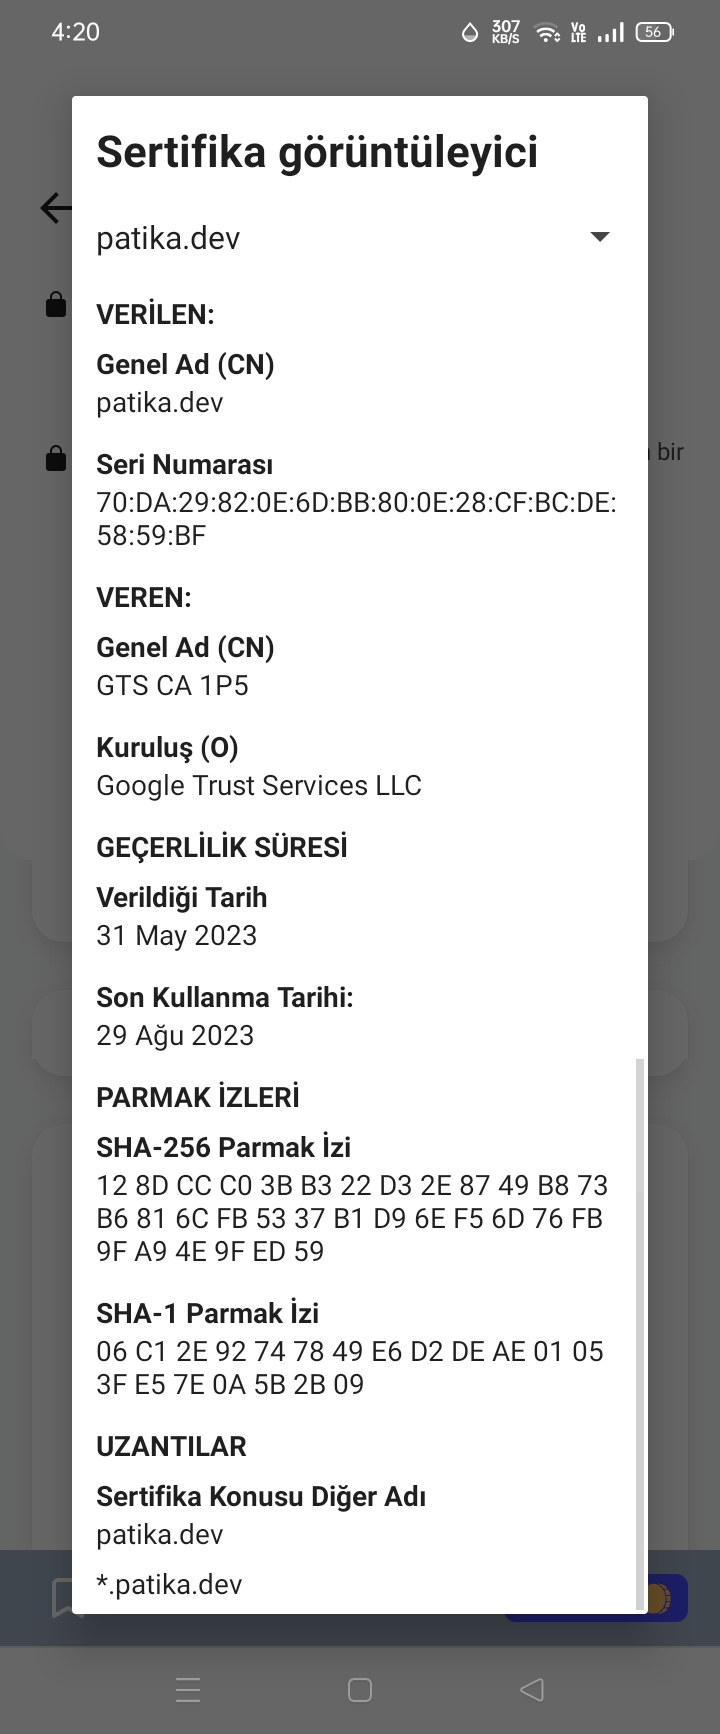 4:20
307
KB/S
Vo
LTE
56
Sertifika görüntüleyici
patika.dev
VERİLEN:
Genel Ad (CN)
patika.dev
bir
Seri Numarası
70:DA:29:82:0E:6D:BB:80:0E:28:CF:BC:DE:
58:59:BF
VEREN:
Genel Ad (CN)
GTS CA 1P5
Kuruluş (O)
Google Trust Services LLC
GEÇERLİLİK SÜRESİ
Verildiği Tarih
31 May 2023
Son Kullanma Tarihi:
29 Ağu 2023
PARMAK İZLERİ
SHA-256 Parmak İzi
12 8D CC C0 3B B3 22 D3 2E 87 49 B8 73
B6 81 6C FB 53 37 B1 D9 6E F5 6D 76 FB
9F A9 4E 9F ED 59
SHA-1 Parmak İzi
06 C1 2E 92 74 78 49 E6 D2 DE AE 01 05
3F E5 7E 0A 5B 2B 09
UZANTILAR
Sertifika Konusu Diğer Adı
patika.dev
*.patika.dev